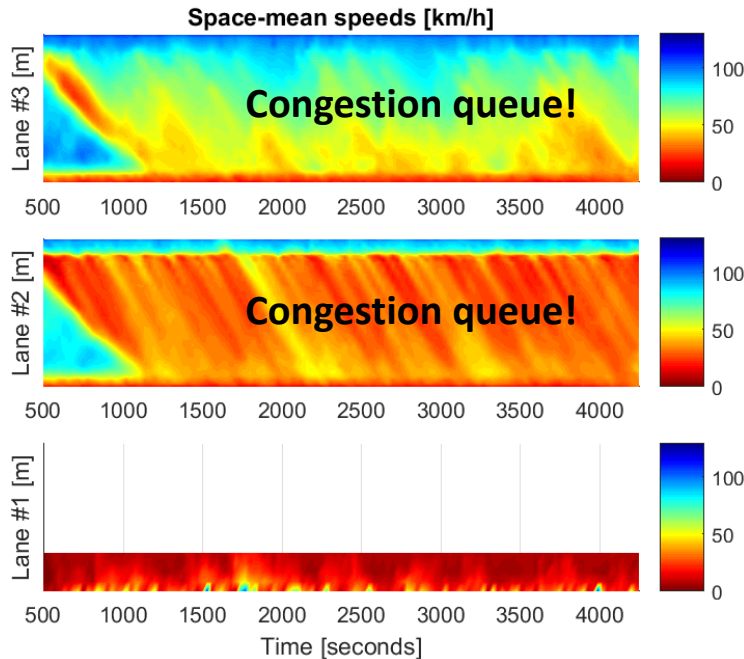 Space-mean speeds [km/h]
Lane #3 [m]
Congestion queue!
100
50
0
500 1000 1500 2000 2500 3000 3500 4000
Lane #2 [m]
Congestion queue!
100
50
0
500 1000 1500 2000 2500 3000 3500 4000
Lane #1 [m]
100
50
0
500 1000 1500 2000 2500 3000 3500 4000
Time [seconds]